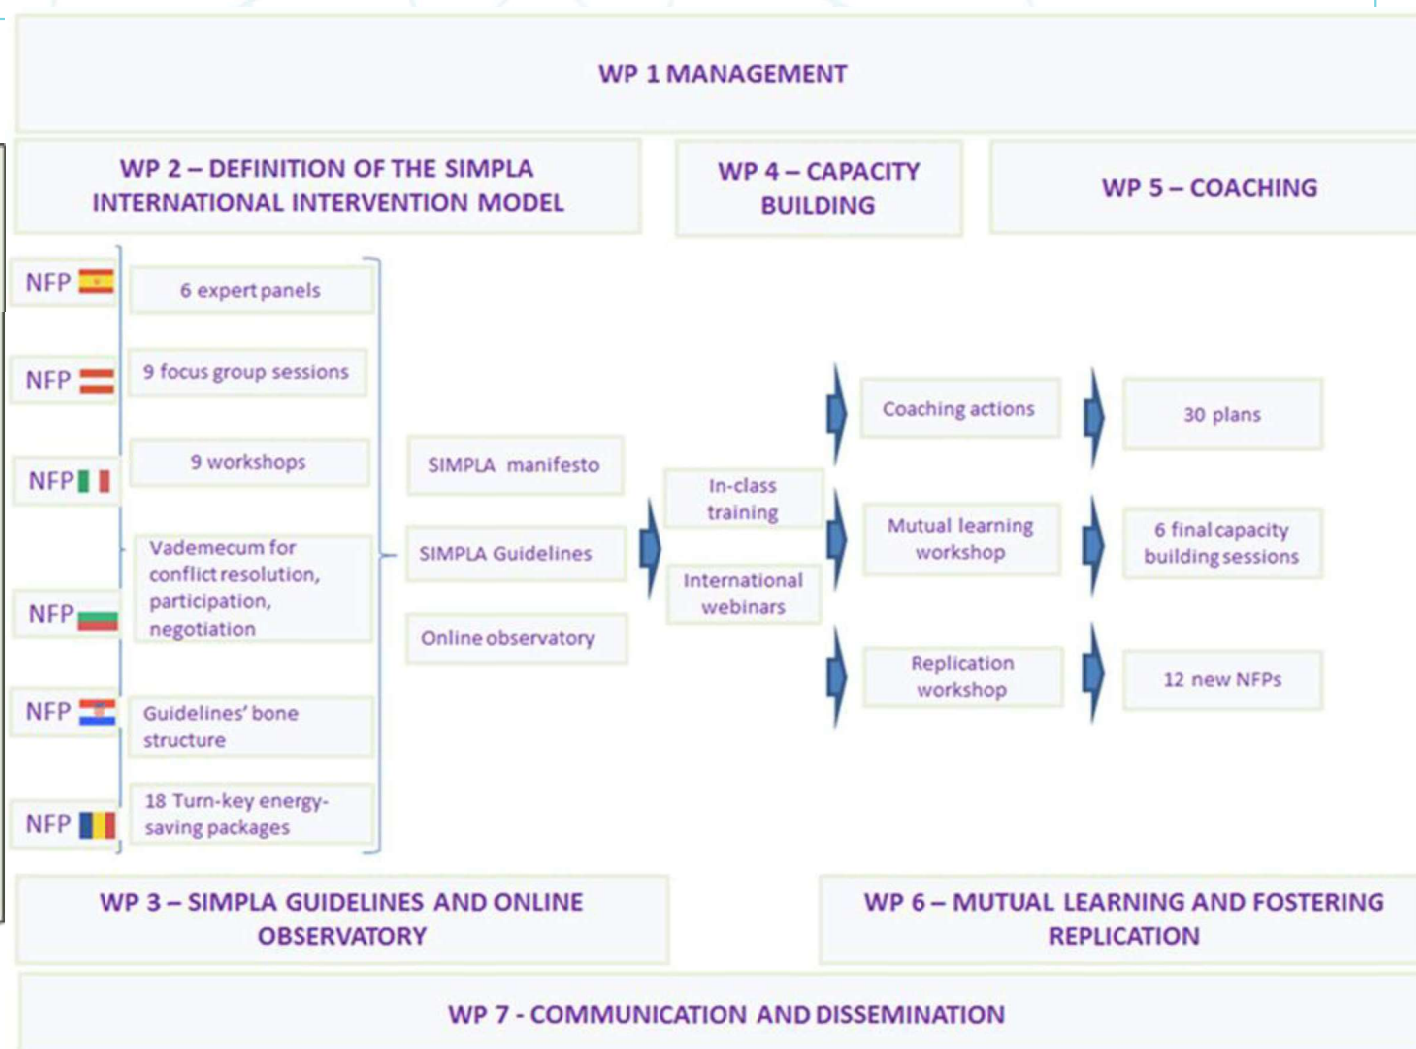 WP 1 MANAGEMENT
WP 2 – DEFINITION OF THE SIMPLA
INTERNATIONAL INTERVENTION MODEL
WP 4 – CAPACITY
BUILDING
WP 5 – COACHING
NFP
NFP
NFP
NFP
NFP
NFP
6 expert panels
9 focus group sessions
9 workshops
Vademecum for
conflict resolution,
participation,
negotiation
Guidelines' bone
structure
18 Turn-key energy-
saving packages
SIMPLA manifesto
SIMPLA Guidelines
Online observatory
In-class
training
International
webinars
Coaching actions
Mutual learning
workshop
Replication
workshop
30 plans
6 final capacity
building sessions
12 new NFPs
WP 3 – SIMPLA GUIDELINES AND ONLINE
OBSERVATORY
WP 6 – MUTUAL LEARNING AND FOSTERING
REPLICATION
WP 7 - COMMUNICATION AND DISSEMINATION